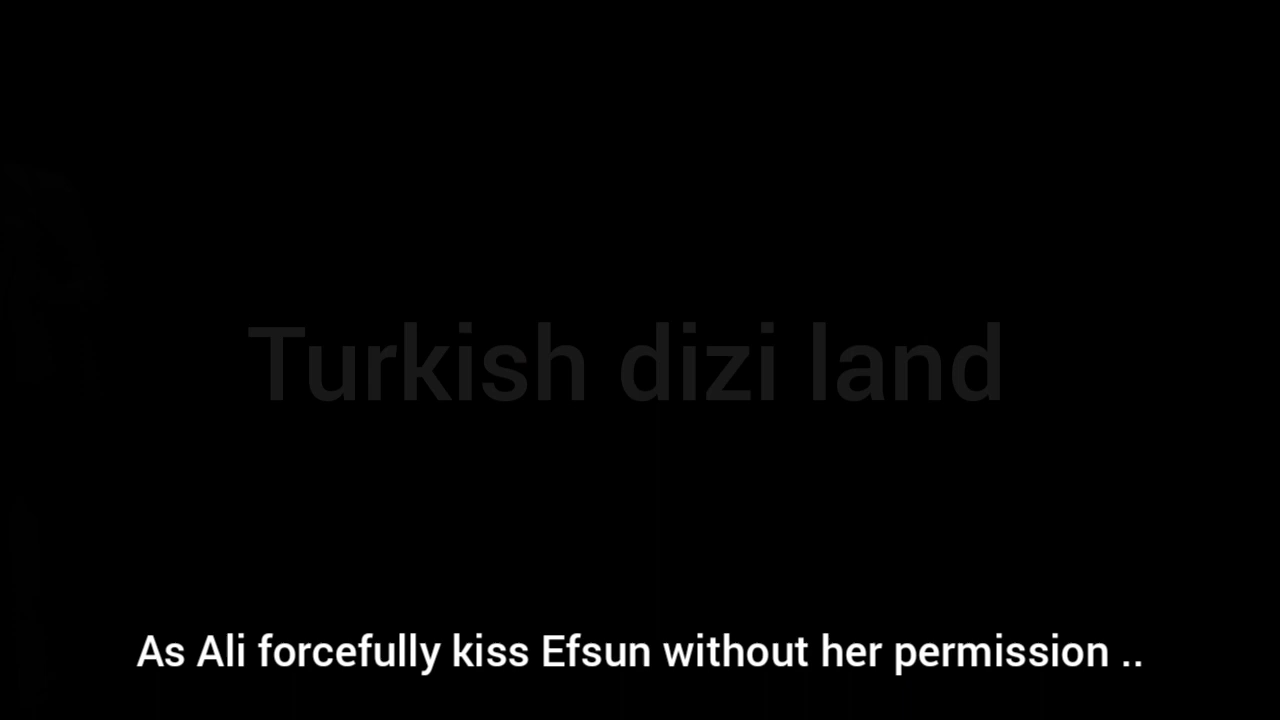 Turkish dizi land
As Ali forcefully kiss Efsun without her permission ..